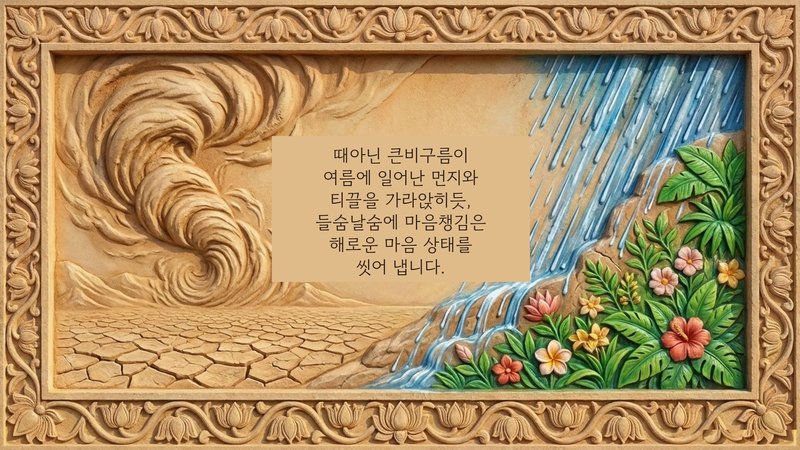 때아닌 큰비구름이
여름에 일어난 먼지와
티끌을 가라앉히듯,
들숨날숨에 마음챙김은
해로운 마음 상태를
씻어 냅니다.